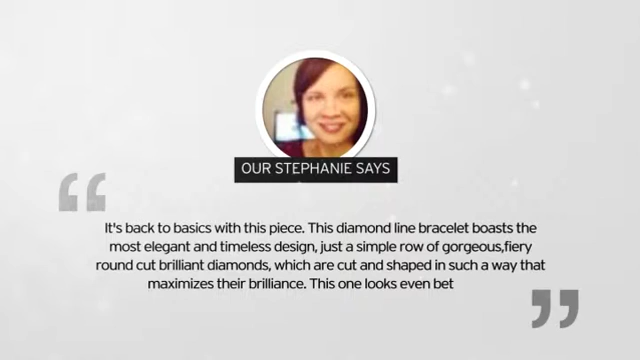 OUR STEPHANIE SAYS
It's back to basics with this piece. This diamond line bracelet boasts the
most elegant and timeless design, just a simple row of gorgeous,fiery
round cut brilliant diamonds, which are cut and shaped in such a way that
maximizes their brilliance. This one looks even bet